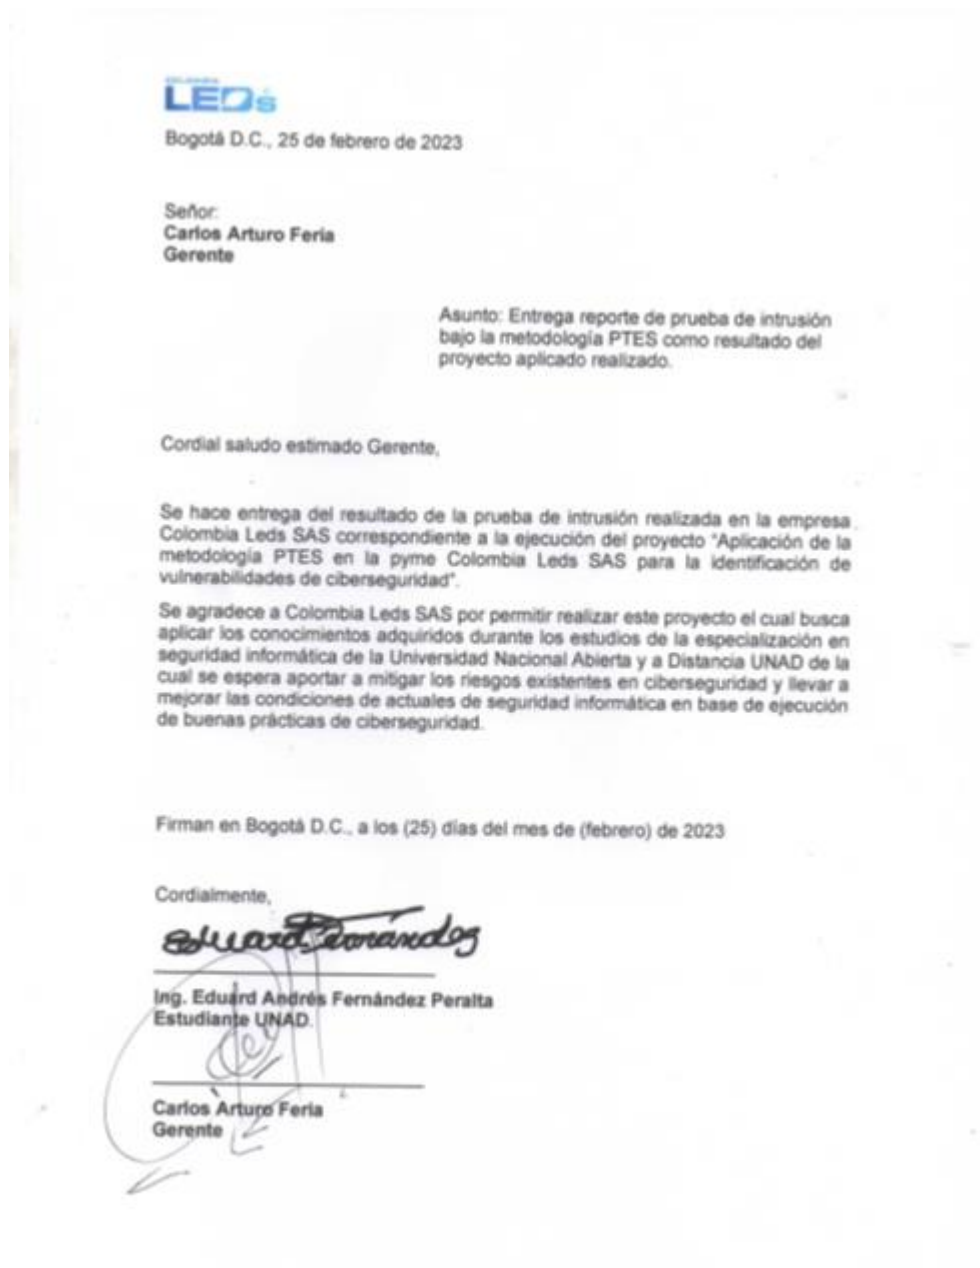 COLOMBIA
LEDs
Bogotá D.C., 25 de febrero de 2023
Señor:
Carlos Arturo Feria
Gerente
Asunto: Entrega reporte de prueba de intrusión
bajo la metodología PTES como resultado del
proyecto aplicado realizado.
Cordial saludo estimado Gerente,
Se hace entrega del resultado de la prueba de intrusión realizada en la empresa
Colombia Leds SAS correspondiente a la ejecución del proyecto "Aplicación de la
metodología PTES en la pyme Colombia Leds SAS para la identificación de
vulnerabilidades de ciberseguridad".
Se agradece a Colombia Leds SAS por permitir realizar este proyecto el cual busca
aplicar los conocimientos adquiridos durante los estudios de la especialización en
seguridad informática de la Universidad Nacional Abierta y a Distancia UNAD de la
cual se espera aportar a mitigar los riesgos existentes en ciberseguridad y llevar a
mejorar las condiciones de actuales de seguridad informática en base de ejecución
de buenas prácticas de ciberseguridad.
Firman en Bogotá D.C., a los (25) días del mes de (febrero) de 2023
Cordialmente,
Eduard Fernández
Ing. Eduard Andrés Fernández Peralta
Estudiante UNAD.
Carlos Arturo Feria
Gerente